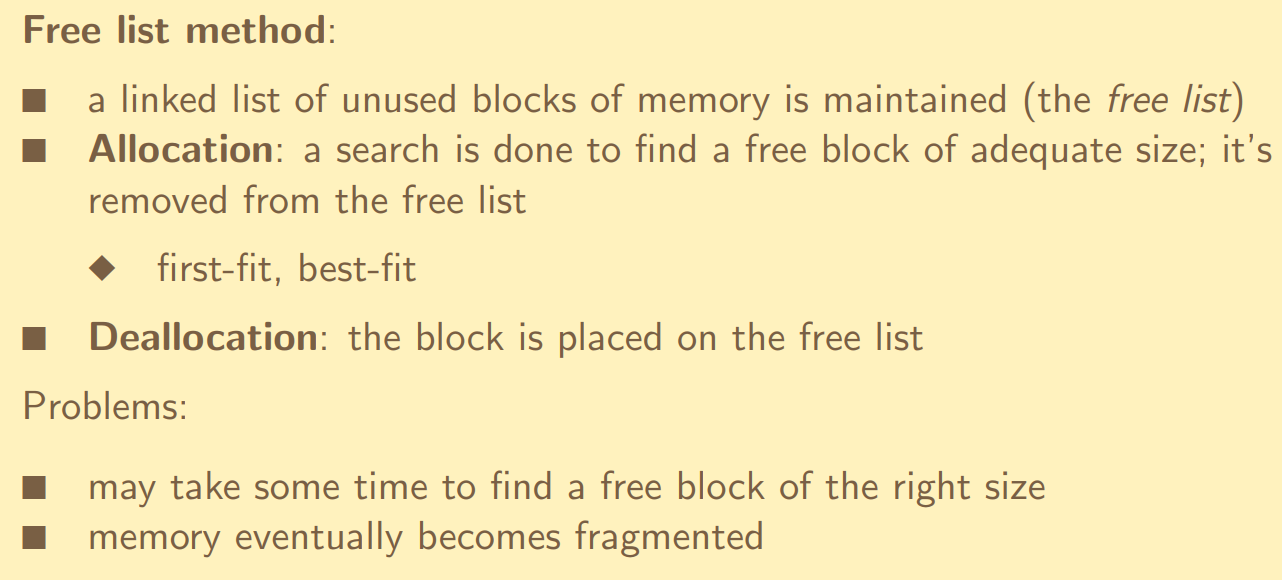 Free list method:
■ a linked list of unused blocks of memory is maintained (the free list)
■ Allocation: a search is done to find a free block of adequate size; it's
removed from the free list
◆ first-fit, best-fit
■ Deallocation: the block is placed on the free list
Problems:
■ may take some time to find a free block of the right size
■ memory eventually becomes fragmented